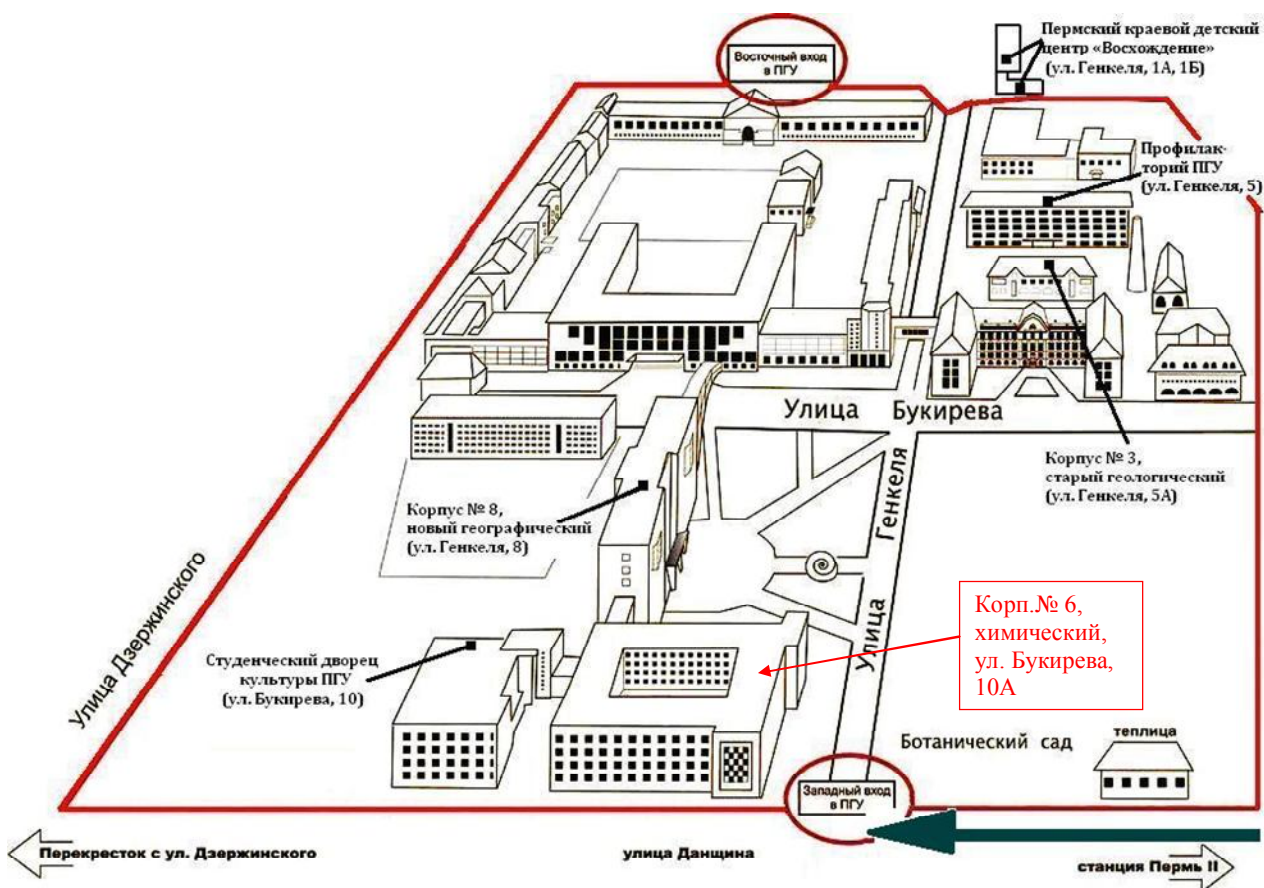 Восточный вход
в ПГУ
Пермский краевой детский
центр «Восхождение»
(ул. Генкеля, 1А, 1Б)
Профилак-
торий ПГУ
(ул. Генкеля, 5)
Улица Букирева
Корпус № 3,
старый геологический
(ул. Генкеля, 5А)
Корпус № 8,
новый географический
(ул. Генкеля, 8)
Улица Генкеля
Улица Дзержинского
Корп.№ 6,
химический,
ул. Букирева,
10А
Студенческий дворец
культуры ПГУ
(ул. Букирева, 10)
Ботанический сад
теплица
Западный вход
в ПГУ
Перекресток с ул. Дзержинского
улица Данщина
станция Пермь II